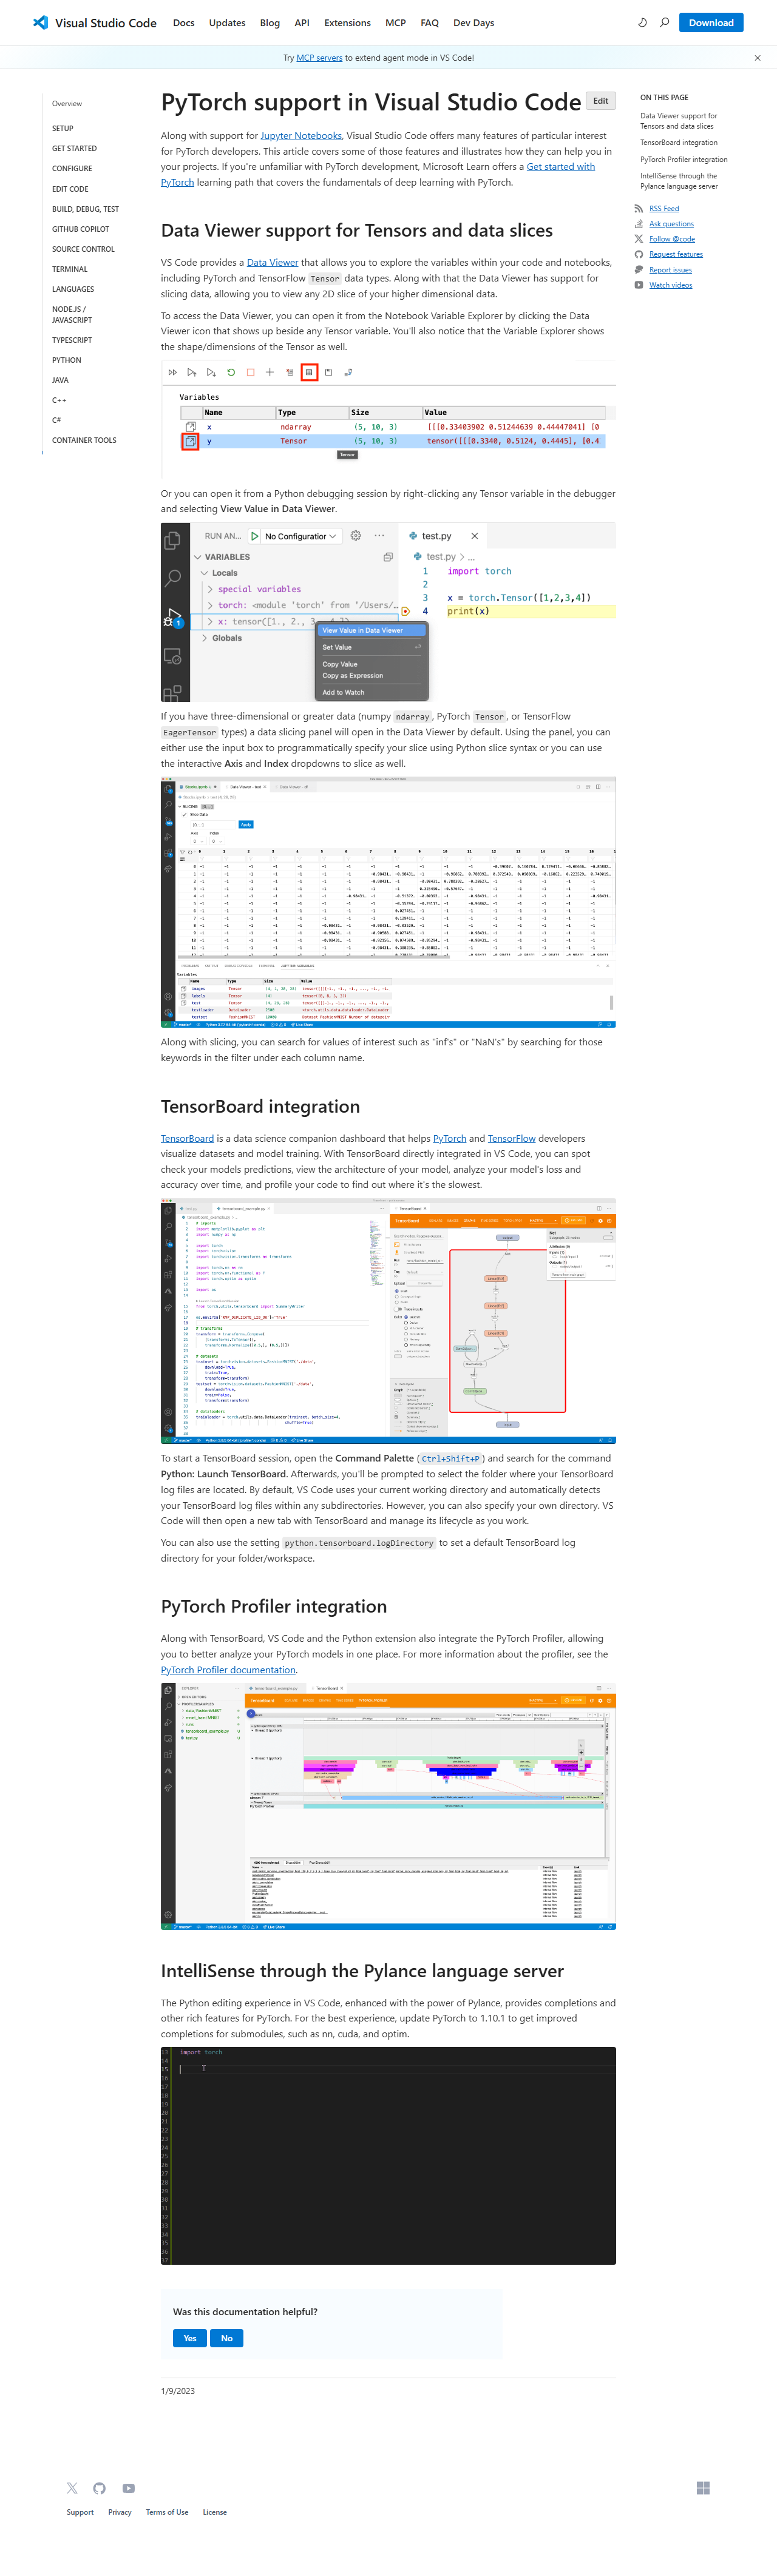 Visual Studio Code
Docs Updates Blog API Extensions MCP FAQ Dev Days
Download
Try MCP servers to extend agent mode in VS Code!
Overview
SETUP
GET STARTED
CONFIGURE
EDIT CODE
BUILD, DEBUG, TEST
GITHUB COPILOT
SOURCE CONTROL
TERMINAL
LANGUAGES
NODE.JS /
JAVASCRIPT
TYPESCRIPT
PYTHON
JAVA
C++
C#
CONTAINER TOOLS
PyTorch support in Visual Studio Code
Edit
Along with support for Jupyter Notebooks, Visual Studio Code offers many features of particular interest
for PyTorch developers. This article covers some of those features and illustrates how they can help you in
your projects. If you're unfamiliar with PyTorch development, Microsoft Learn offers a Get started with
PyTorch learning path that covers the fundamentals of deep learning with PyTorch.
Data Viewer support for Tensors and data slices
VS Code provides a Data Viewer that allows you to explore the variables within your code and notebooks,
including PyTorch and TensorFlow Tensor data types. Along with that the Data Viewer has support for
slicing data, allowing you to view any 2D slice of your higher dimensional data.
To access the Data Viewer, you can open it from the Notebook Variable Explorer by clicking the Data
Viewer icon that shows up beside any Tensor variable. You'll also notice that the Variable Explorer shows
the shape/dimensions of the Tensor as well.
Variables
Name Type Size Value
x ndarray (5, 10, 3) [[[0.33403902 0.51244639 0.44447041] [0
y Tensor (5, 10, 3) tensor([[[0.3340, 0.5124, 0.4445], [0.4
Tensor
Or you can open it from a Python debugging session by right-clicking any Tensor variable in the debugger
and selecting View Value in Data Viewer.
RUN AN... No Configuration
VARIABLES
Locals
special variables
torch: <module 'torch' from '/Users/...
x: tensor([1., 2., 3., 4.])
Globals
1
View Value in Data Viewer
Set Value
Copy Value
Copy as Expression
Add to Watch
test.py
test.py > ...
1 import torch
2
3 x = torch.Tensor([1,2,3,4])
4 print(x)
If you have three-dimensional or greater data (numpy ndarray, PyTorch Tensor, or TensorFlow
EagerTensor types) a data slicing panel will open in the Data Viewer by default. Using the panel, you can
either use the input box to programmatically specify your slice using Python slice syntax or you can use
the interactive Axis and Index dropdowns to slice as well.
SLICING
Slice Data
Apply
Variables
Name Type Size Value
Along with slicing, you can search for values of interest such as "inf's" or "NaN's" by searching for those
keywords in the filter under each column name.
TensorBoard integration
TensorBoard is a data science companion dashboard that helps PyTorch and TensorFlow developers
visualize datasets and model training. With TensorBoard directly integrated in VS Code, you can spot
check your models predictions, view the architecture of your model, analyze your model's loss and
accuracy over time, and profile your code to find out where it's the slowest.
To start a TensorBoard session, open the Command Palette (Ctrl+Shift+P) and search for the command
Python: Launch TensorBoard. Afterwards, you'll be prompted to select the folder where your TensorBoard
log files are located. By default, VS Code uses your current working directory and automatically detects
your TensorBoard log files within any subdirectories. However, you can also specify your own directory. VS
Code will then open a new tab with TensorBoard and manage its lifecycle as you work.
You can also use the setting python.tensorboard.logDirectory to set a default TensorBoard log
directory for your folder/workspace.
PyTorch Profiler integration
Along with TensorBoard, VS Code and the Python extension also integrate the PyTorch Profiler, allowing
you to better analyze your PyTorch models in one place. For more information about the profiler, see the
PyTorch Profiler documentation.
TensorBoard
PyTorch Profiler
IntelliSense through the Pylance language server
The Python editing experience in VS Code, enhanced with the power of Pylance, provides completions and
other rich features for PyTorch. For the best experience, update PyTorch to 1.10.1 to get improved
completions for submodules, such as nn, cuda, and optim.
import torch
Was this documentation helpful?
Yes No
1/9/2023
ON THIS PAGE
Data Viewer support for
Tensors and data slices
TensorBoard integration
PyTorch Profiler integration
IntelliSense through the
Pylance language server
RSS Feed
Ask questions
Follow @code
Request features
Report issues
Watch videos
Support Privacy Terms of Use License